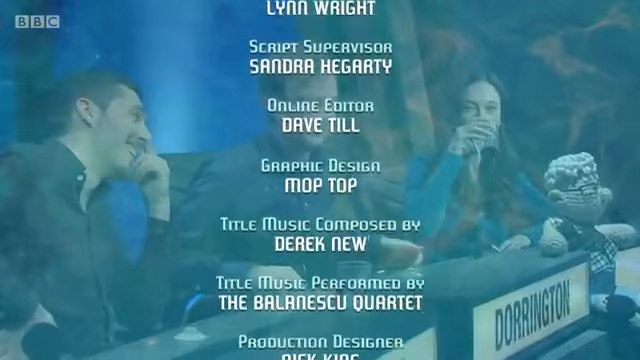 BBC
LYNN WRIGHT
SCRIPT SUPERVISOR
SANDRA HEGARTY
ONLINE EDITOR
DAVE TILL
GRAPHIC DESIGN
MOP TOP
TITLE MUSIC COMPOSED BY
DEREK NEW
TITLE MUSIC PERFORMED BY
THE BALANESCU QUARTET
DORRINGTON
PRODUCTION DESIGNER